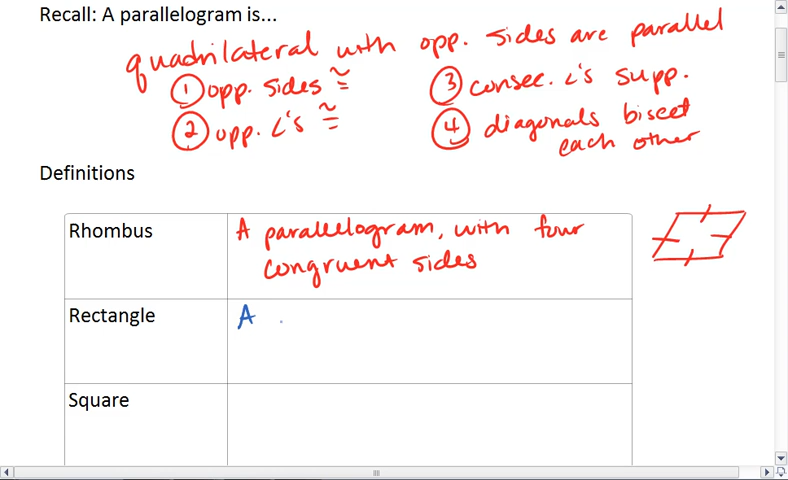 Recall: A parallelogram is...
quadrilateral with opp. sides are parallel
① opp. sides ≅
③ consec. ∠'s supp.
② opp. ∠'s ≅
④ diagonals bisect
each other
Definitions
Rhombus
A parallelogram, with four
congruent sides
Rectangle
A
Square